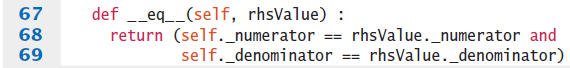 67 def __eq__(self, rhsValue) :
68 return (self._numerator == rhsValue._numerator and
69 self._denominator == rhsValue._denominator)